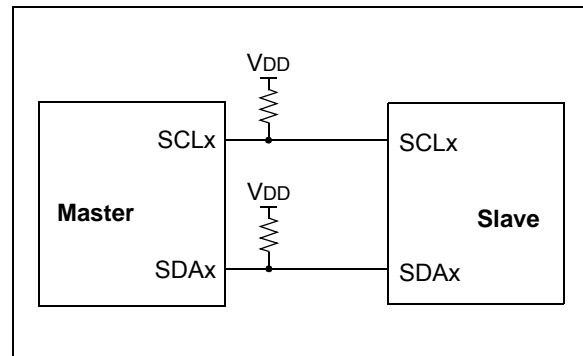 VDD
SCLx
SCLx
VDD
Master
Slave
SDAx
SDAx